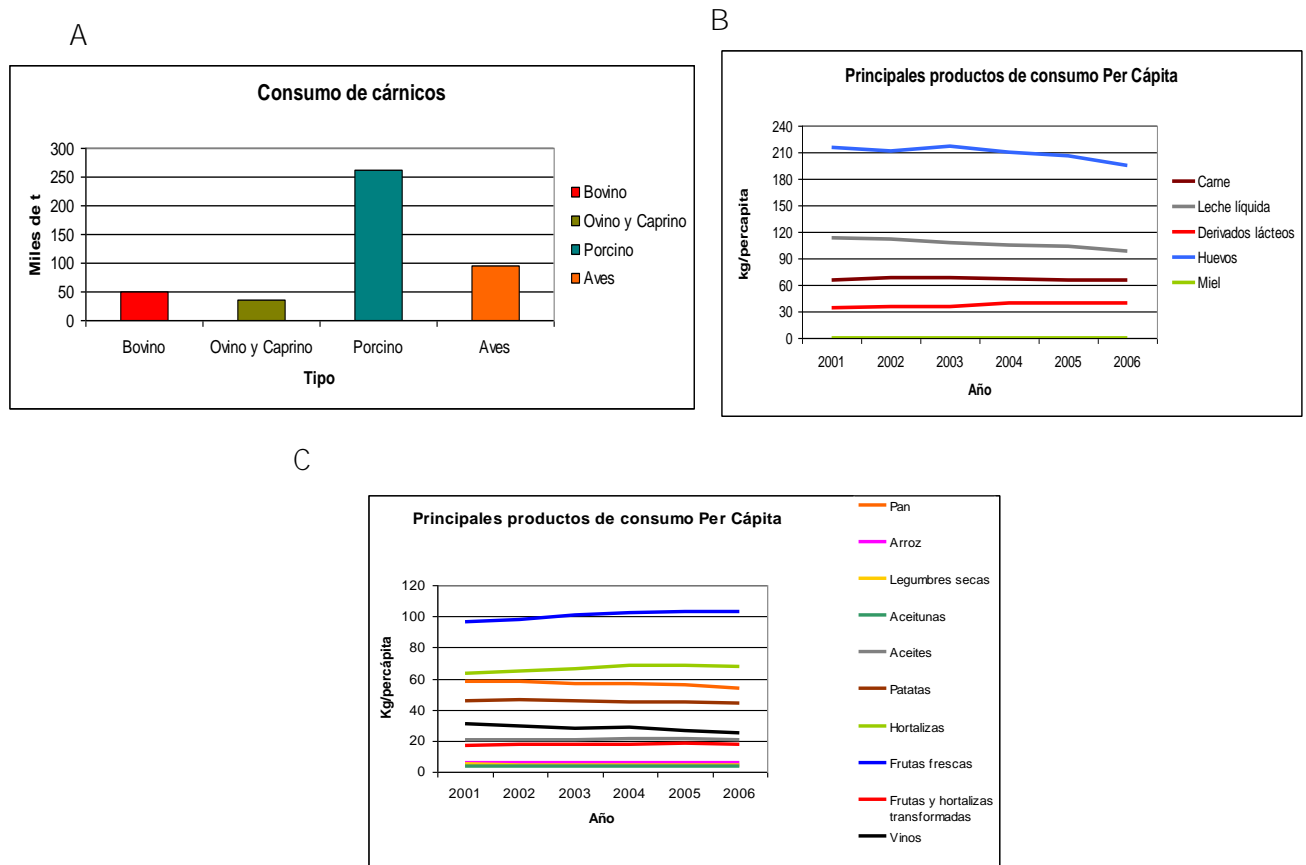 A
Consumo de cárnicos
300
250
200
150
100
50
0
Miles de t
Bovino
Ovino y Caprino
Porcino
Aves
Tipo
Bovino
Ovino y Caprino
Porcino
Aves
B
Principales productos de consumo Per Cápita
240
210
180
150
120
90
60
30
0
kg/percapita
2001 2002 2003 2004 2005 2006
Año
Carne
Leche líquida
Derivados lácteos
Huevos
Miel
C
Principales productos de consumo Per Cápita
120
100
80
60
40
20
0
Kg/percápita
2001 2002 2003 2004 2005 2006
Año
Pan
Arroz
Legumbres secas
Aceitunas
Aceites
Patatas
Hortalizas
Frutas frescas
Frutas y hortalizas
transformadas
Vinos